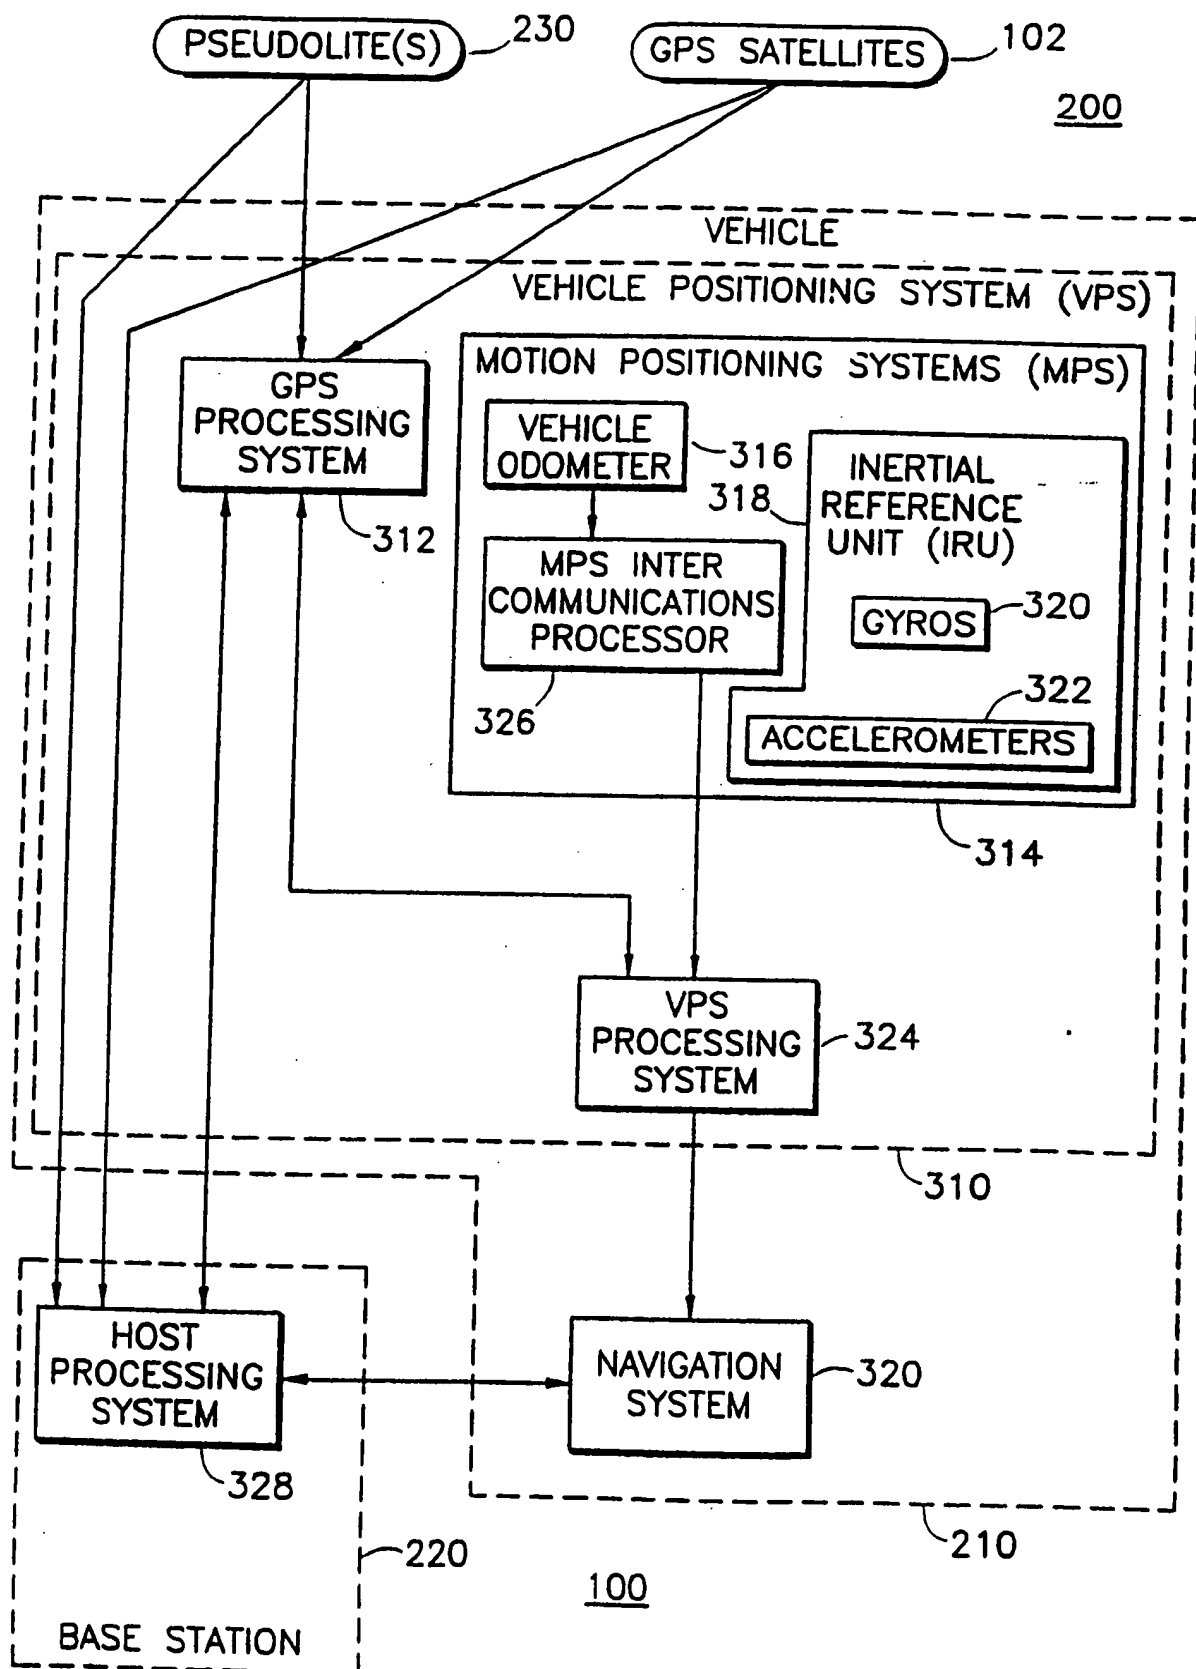 PSEUDOLITE(S)
230
GPS SATELLITES
102
200
VEHICLE
VEHICLE POSITIONING SYSTEM (VPS)
GPS
PROCESSING
SYSTEM
312
MOTION POSITIONING SYSTEMS (MPS)
VEHICLE
ODOMETER
316
318
INERTIAL
REFERENCE
UNIT (IRU)
MPS INTER
COMMUNICATIONS
PROCESSOR
326
GYROS
320
322
ACCELEROMETERS
314
VPS
PROCESSING
SYSTEM
324
310
HOST
PROCESSING
SYSTEM
328
NAVIGATION
SYSTEM
320
210
220
100
BASE STATION